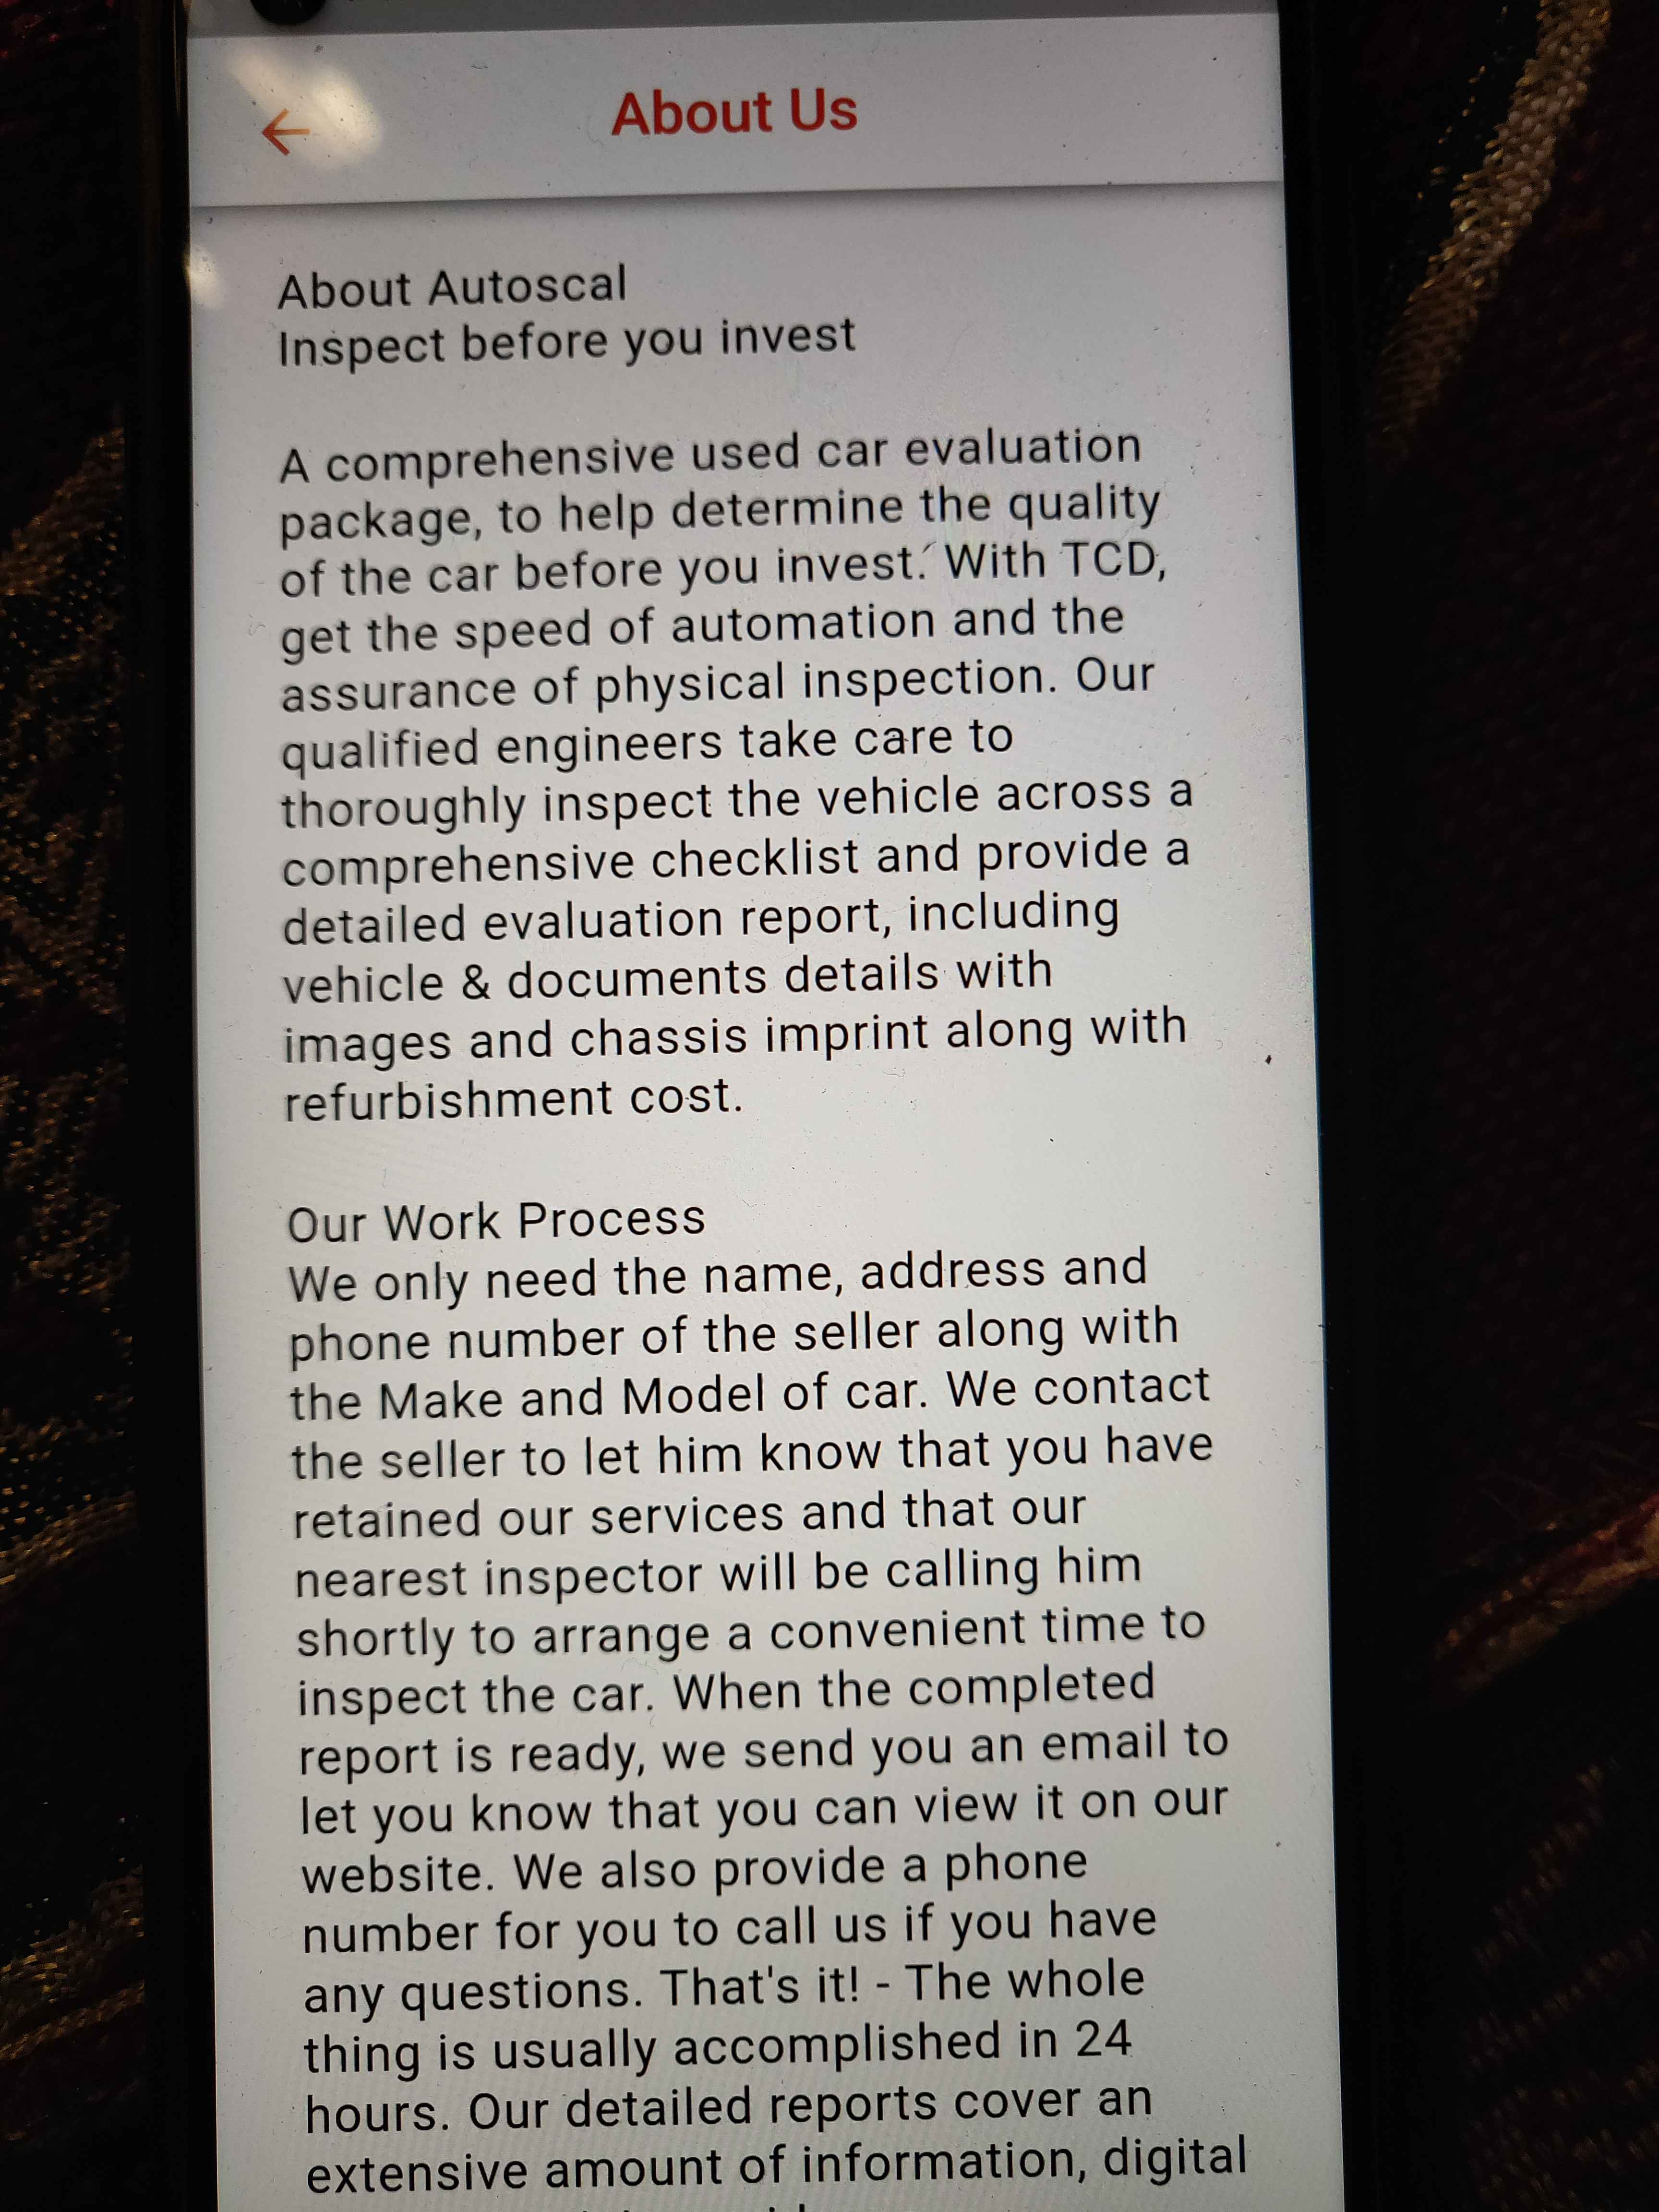 About Us
About Autoscal
Inspect before you invest
A comprehensive used car evaluation
package, to help determine the quality
of the car before you invest. With TCD,
get the speed of automation and the
assurance of physical inspection. Our
qualified engineers take care to
thoroughly inspect the vehicle across a
comprehensive checklist and provide a
detailed evaluation report, including
vehicle & documents details with
images and chassis imprint along with
refurbishment cost.
Our Work Process
We only need the name, address and
phone number of the seller along with
the Make and Model of car. We contact
the seller to let him know that you have
retained our services and that our
nearest inspector will be calling him
shortly to arrange a convenient time to
inspect the car. When the completed
report is ready, we send you an email to
let you know that you can view it on our
website. We also provide a phone
number for you to call us if you have
any questions. That's it! - The whole
thing is usually accomplished in 24
hours. Our detailed reports cover an
extensive amount of information, digital